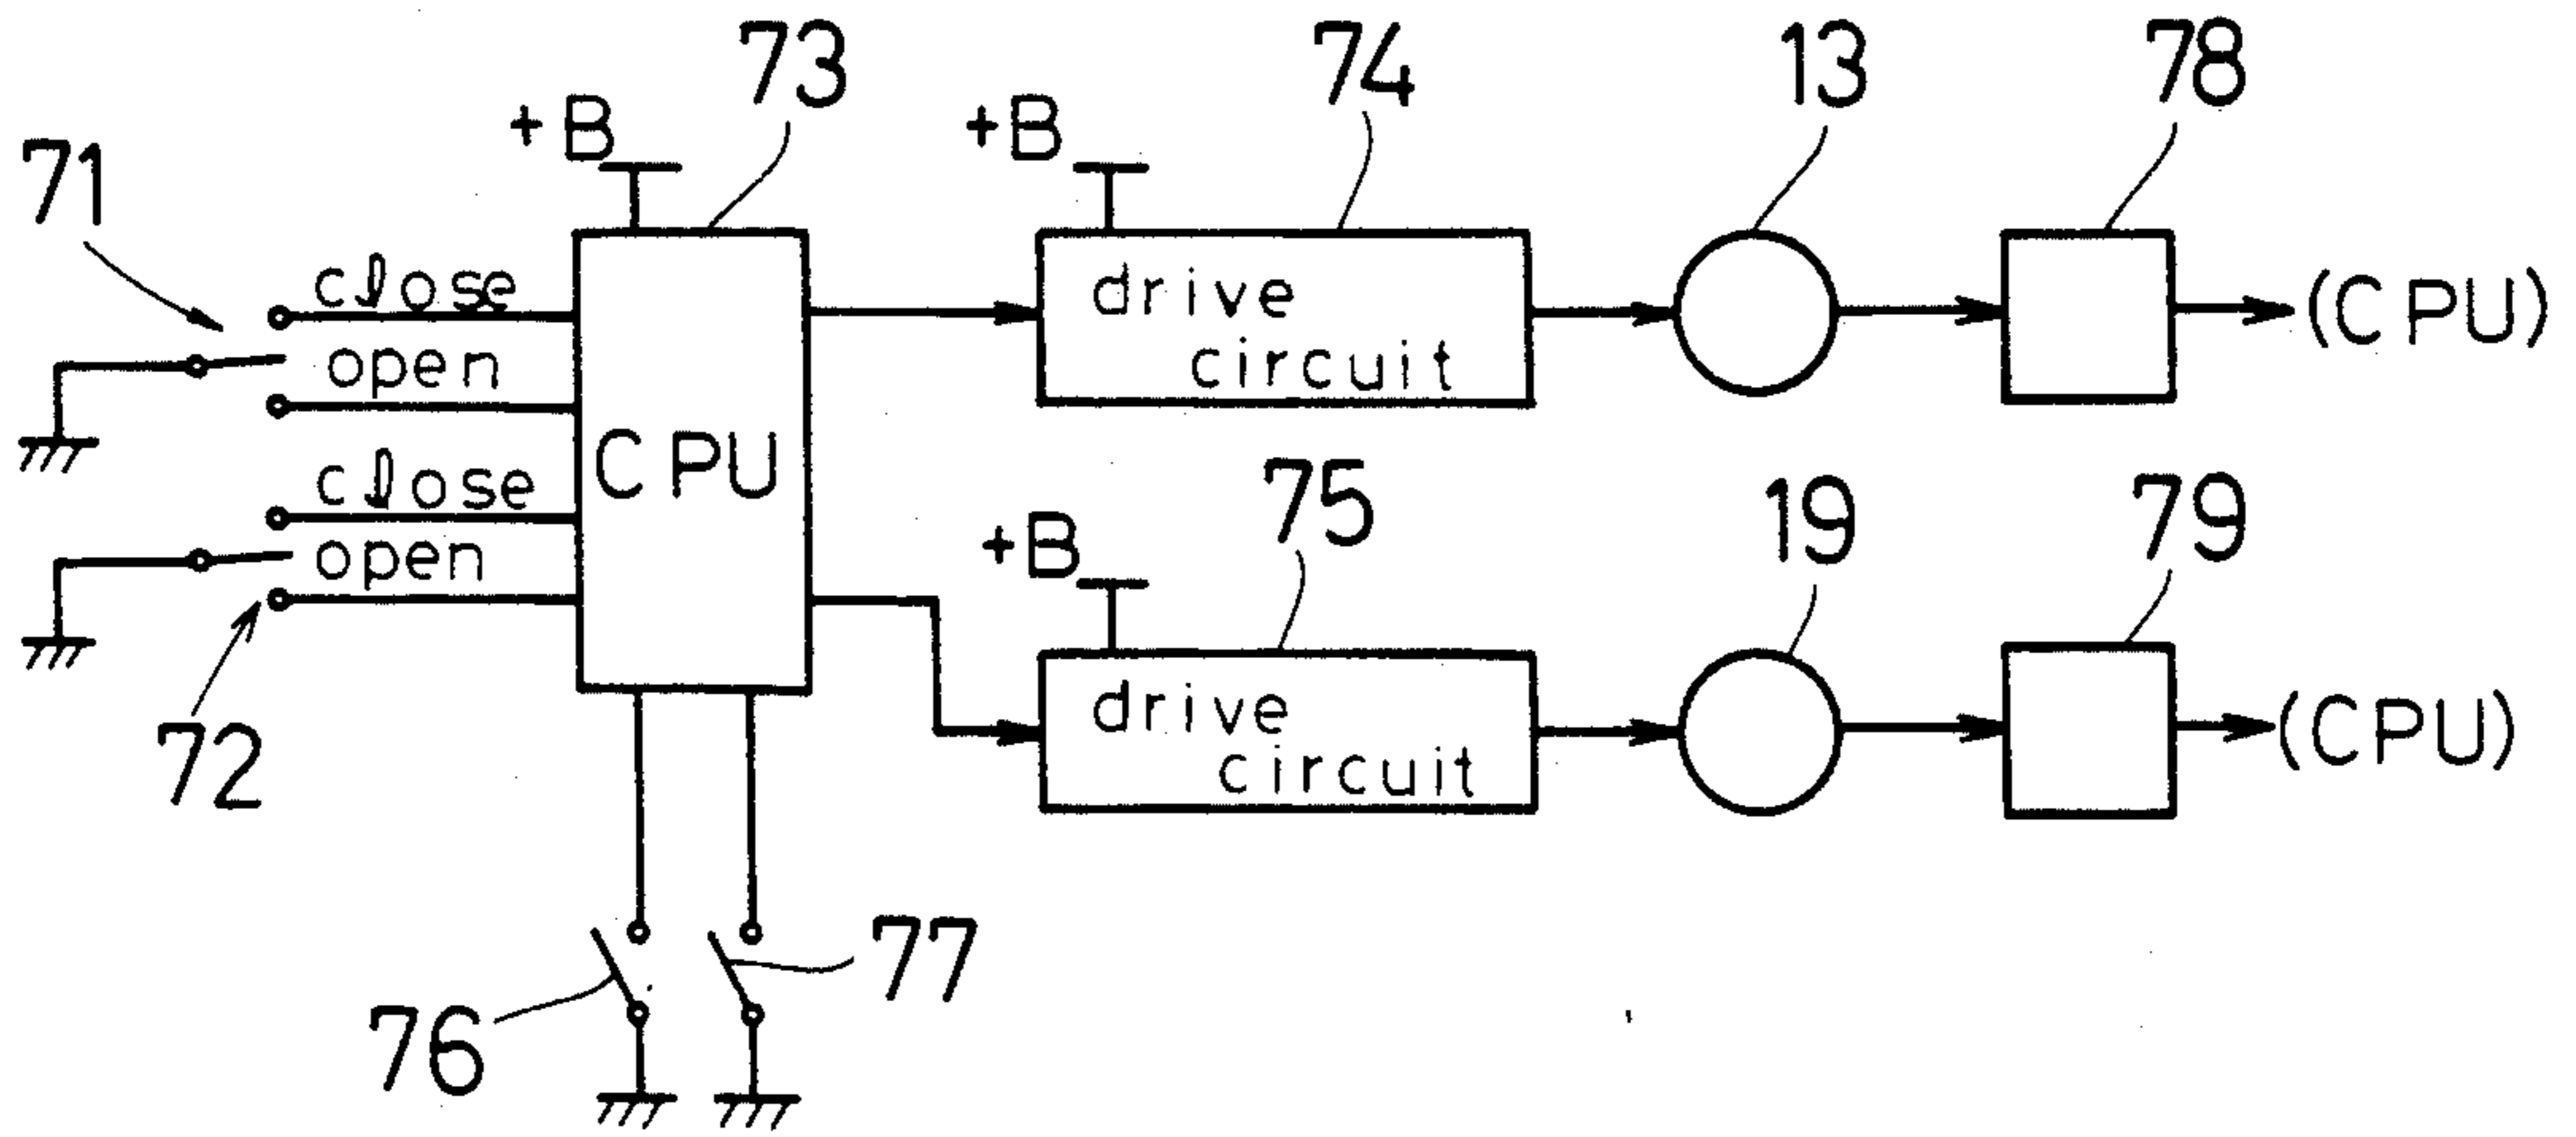 73
74
13
78
+B
+B
71
close
open
drive
circuit
(CPU)
CPU
close
open
75
19
79
+B
72
drive
circuit
(CPU)
77
76